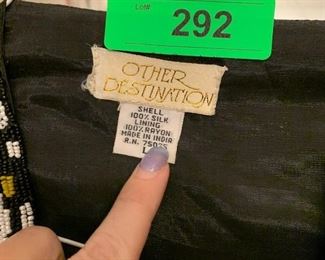 Lot#
292
OTHER
DESTINATION
SHELL
100% SILK
LINING
100% RAYON
MADE IN INDIA
R.N. 75035
L